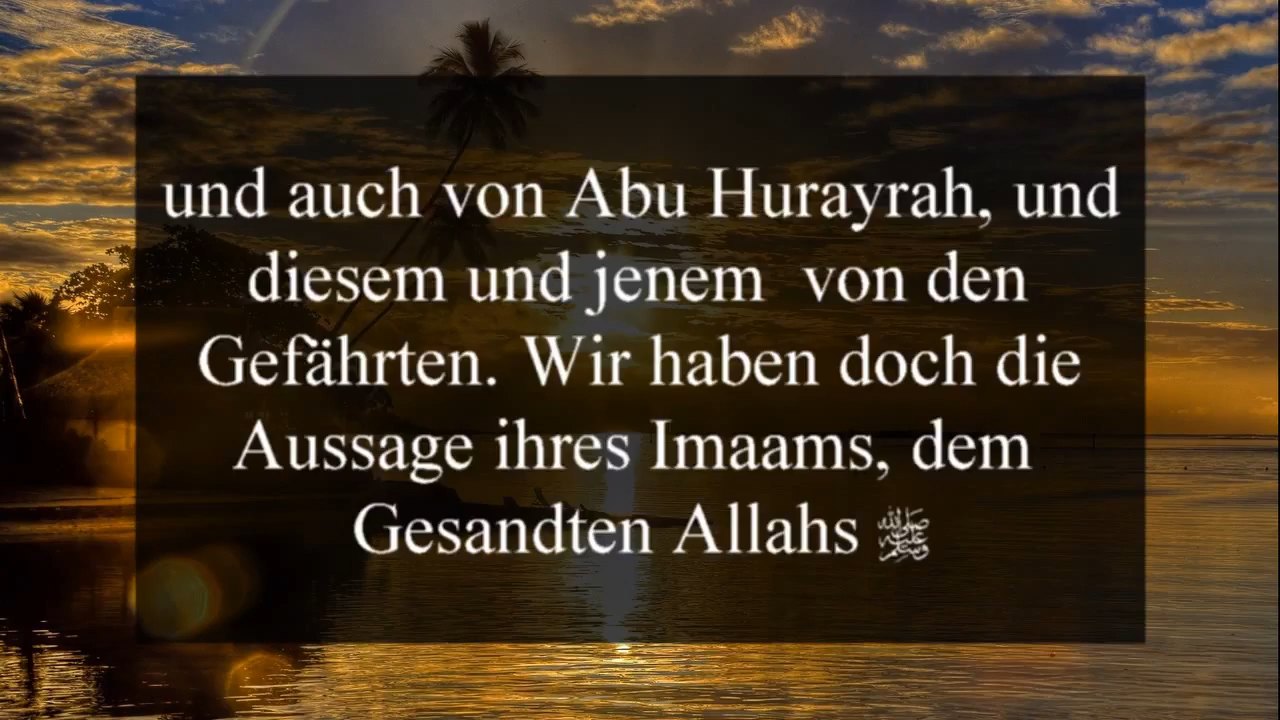 und auch von Abu Hurayrah, und
diesem und jenem von den
Gefährten. Wir haben doch die
Aussage ihres Imaams, dem
Gesandten Allahs ﷺ